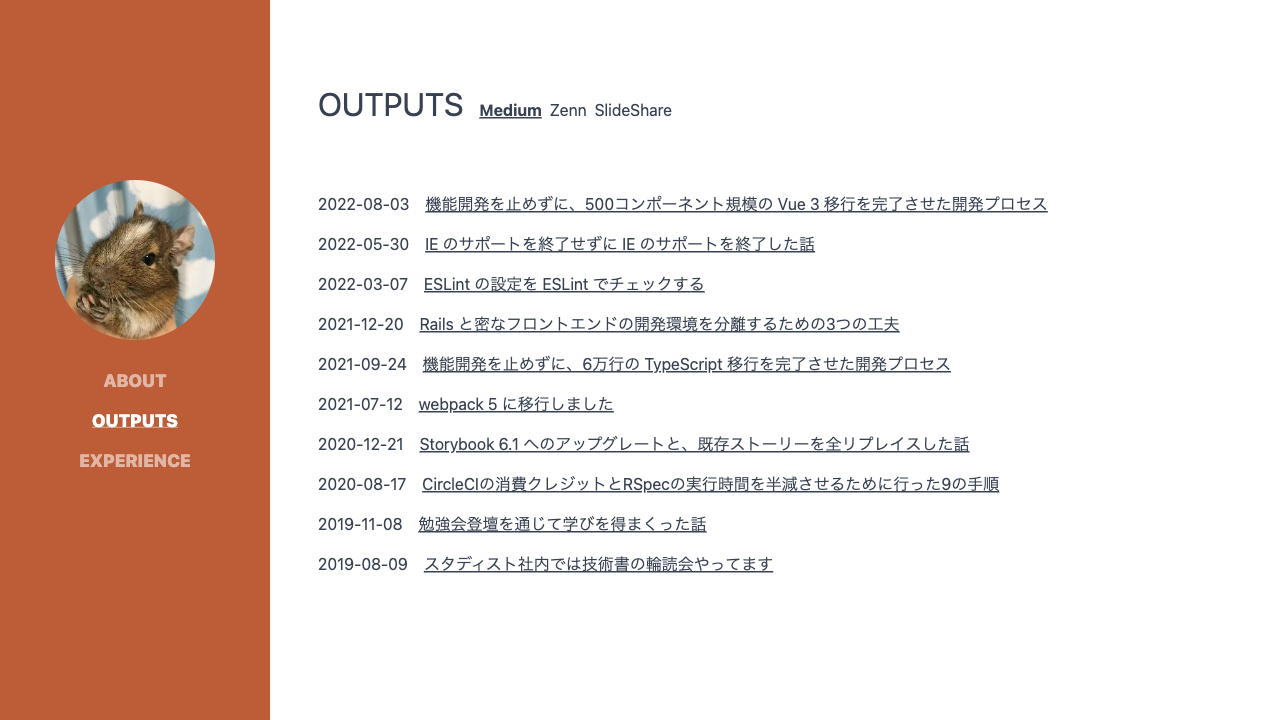 ABOUT
OUTPUTS
EXPERIENCE
OUTPUTS Medium Zenn SlideShare
2022-08-03 機能開発を止めずに、500コンポーネント規模の Vue 3 移行を完了させた開発プロセス
2022-05-30 IE のサポートを終了せずに IE のサポートを終了した話
2022-03-07 ESLint の設定を ESLint でチェックする
2021-12-20 Rails と密なフロントエンドの開発環境を分離するための3つの工夫
2021-09-24 機能開発を止めずに、6万行の TypeScript 移行を完了させた開発プロセス
2021-07-12 webpack 5 に移行しました
2020-12-21 Storybook 6.1 へのアップグレートと、既存ストーリーを全リプレイスした話
2020-08-17 CircleCIの消費クレジットとRSpecの実行時間を半減させるために行った9の手順
2019-11-08 勉強会登壇を通じて学びを得まくった話
2019-08-09 スタディスト社内では技術書の輪読会やってます